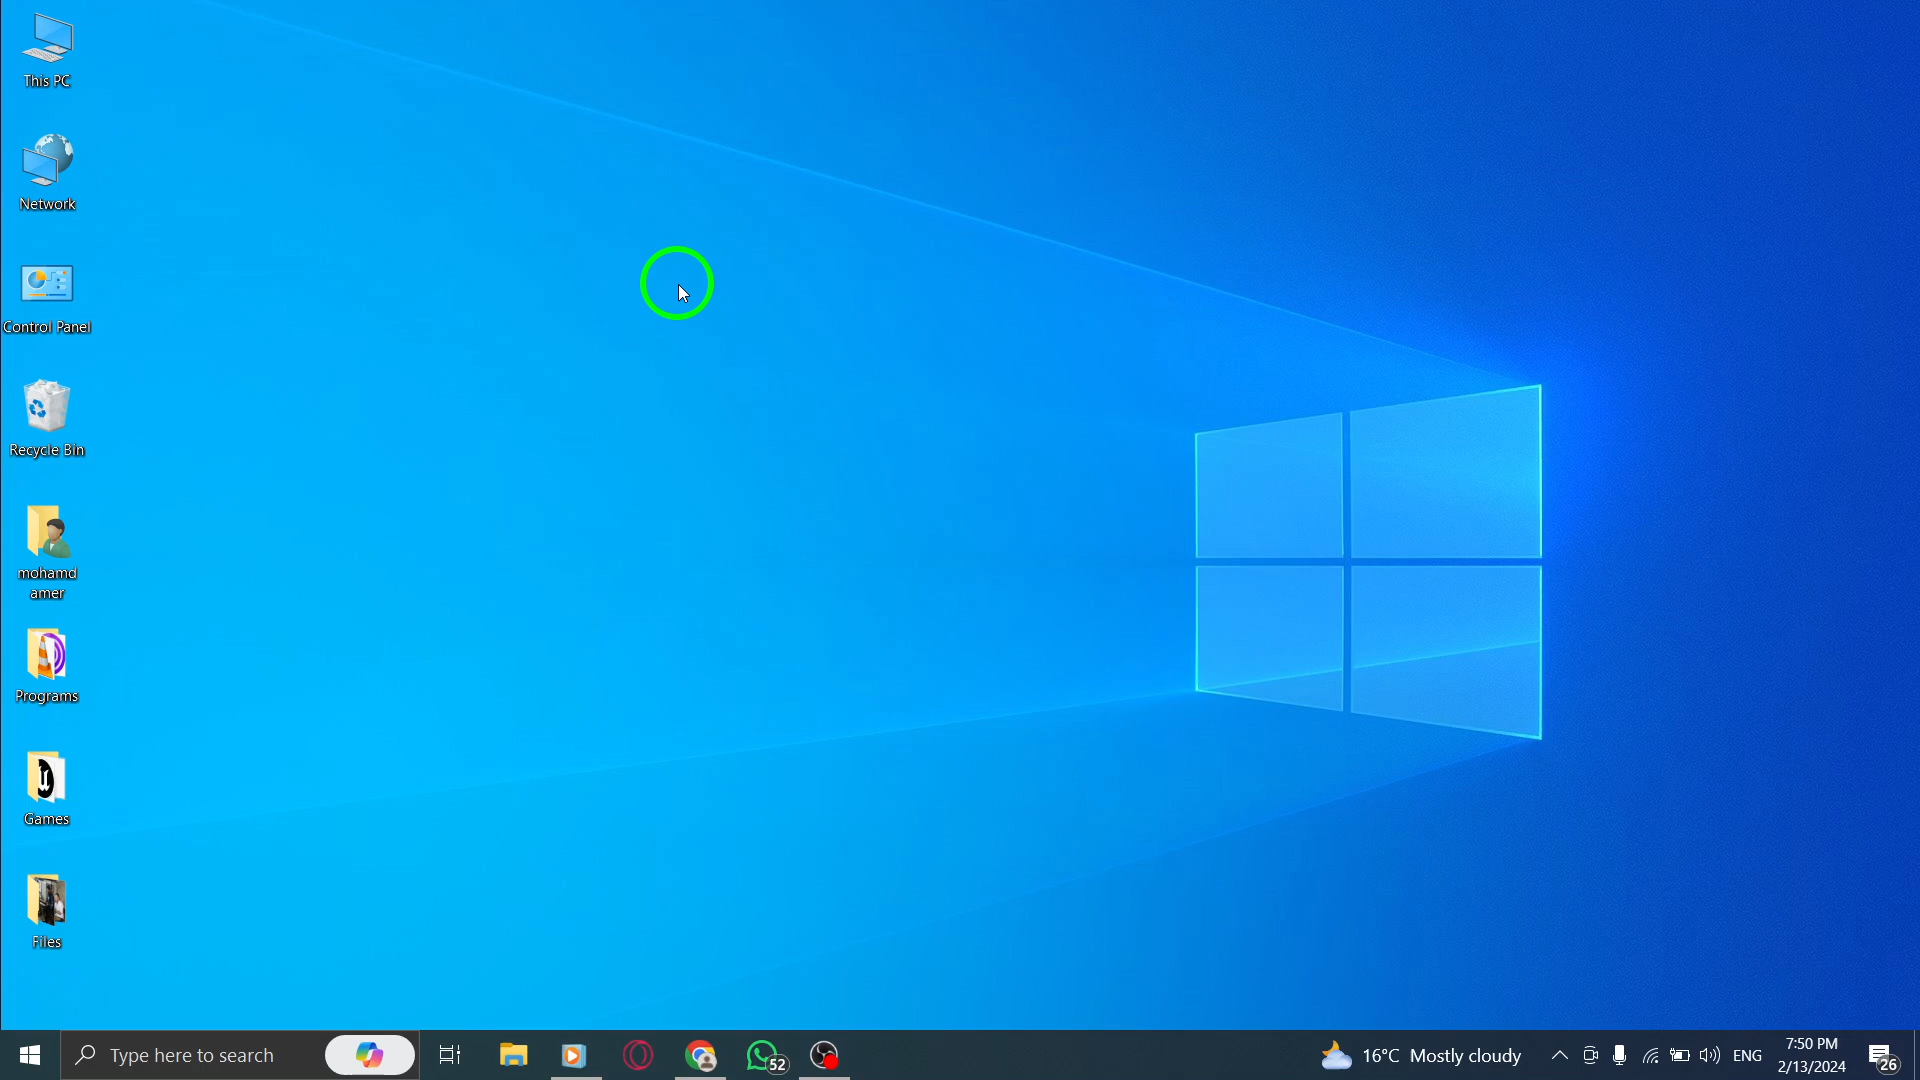 This PC
Network
Control Panel
Recycle Bin
mohamd
amer
Programs
Games
Files
Type here to search
52
16°C Mostly cloudy
ENG
7:50 PM
2/13/2024
26